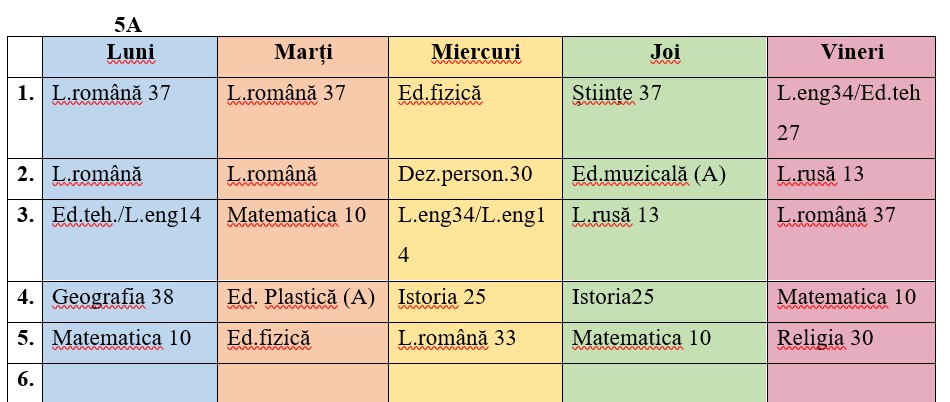 5A
Luni Marți Miercuri Joi Vineri
1. L.română 37 L.română 37 Ed.fizică Științe 37 L.eng34/Ed.teh
27
2. L.română L.română Dez.person.30 Ed.muzicală (A) L.rusă 13
3. Ed.teh./L.eng14 Matematica 10 L.eng34/L.eng1 L.rusă 13 L.română 37
4
4. Geografia 38 Ed. Plastică (A) Istoria 25 Istoria25 Matematica 10
5. Matematica 10 Ed.fizică L.română 33 Matematica 10 Religia 30
6.